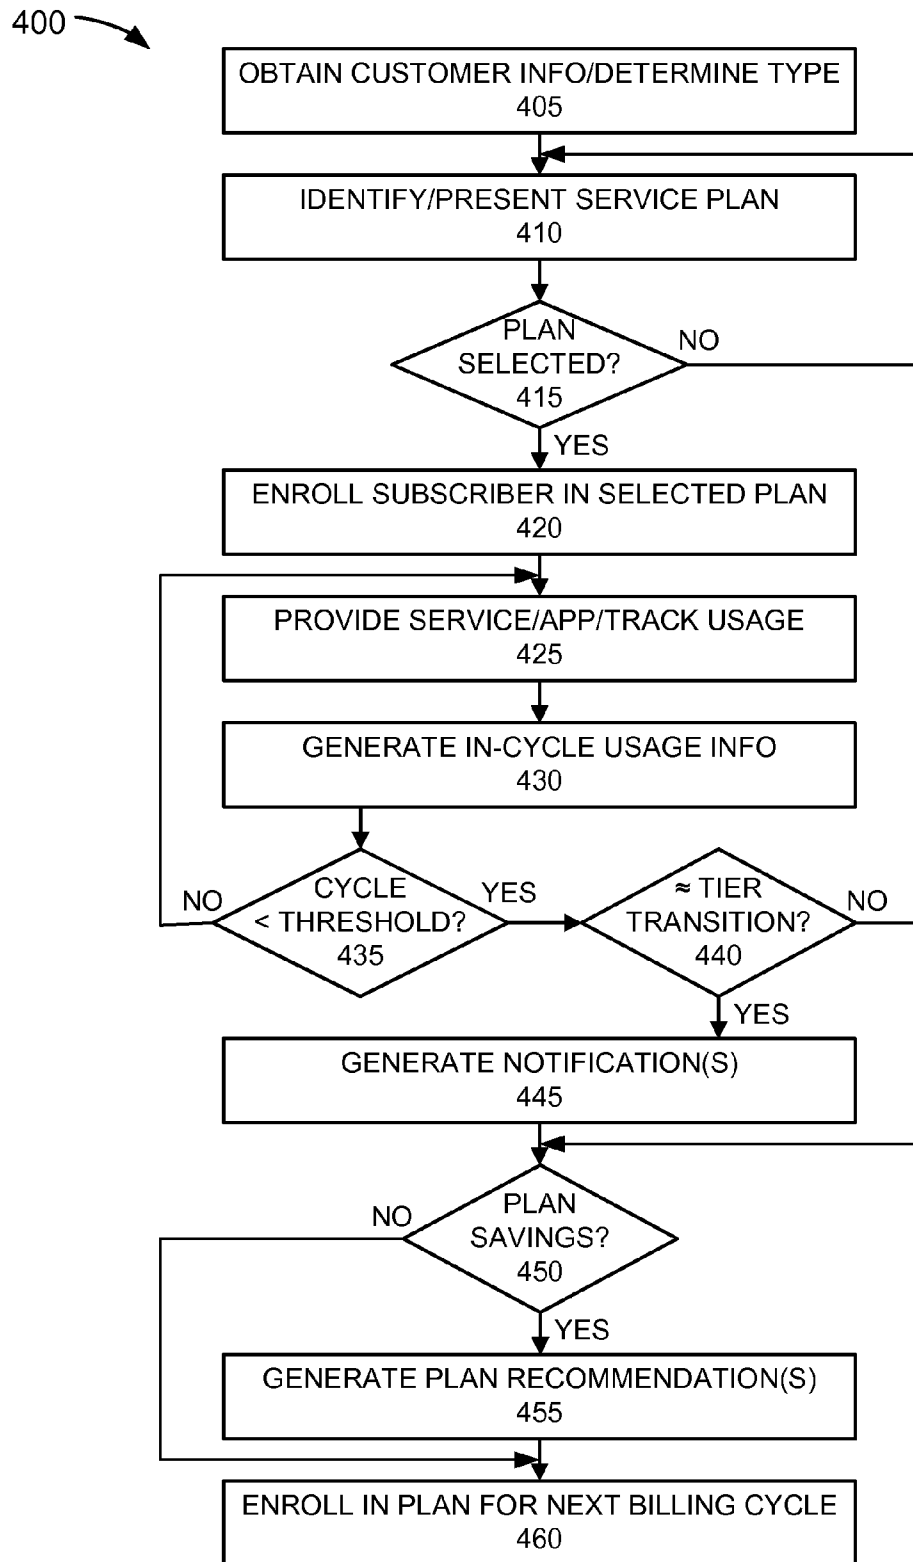 400
OBTAIN CUSTOMER INFO/DETERMINE TYPE
405
IDENTIFY/PRESENT SERVICE PLAN
410
PLAN
SELECTED?
415
NO
YES
ENROLL SUBSCRIBER IN SELECTED PLAN
420
PROVIDE SERVICE/APP/TRACK USAGE
425
GENERATE IN-CYCLE USAGE INFO
430
NO
CYCLE
< THRESHOLD?
435
YES
≈ TIER
TRANSITION?
440
NO
YES
GENERATE NOTIFICATION(S)
445
NO
PLAN
SAVINGS?
450
YES
GENERATE PLAN RECOMMENDATION(S)
455
ENROLL IN PLAN FOR NEXT BILLING CYCLE
460